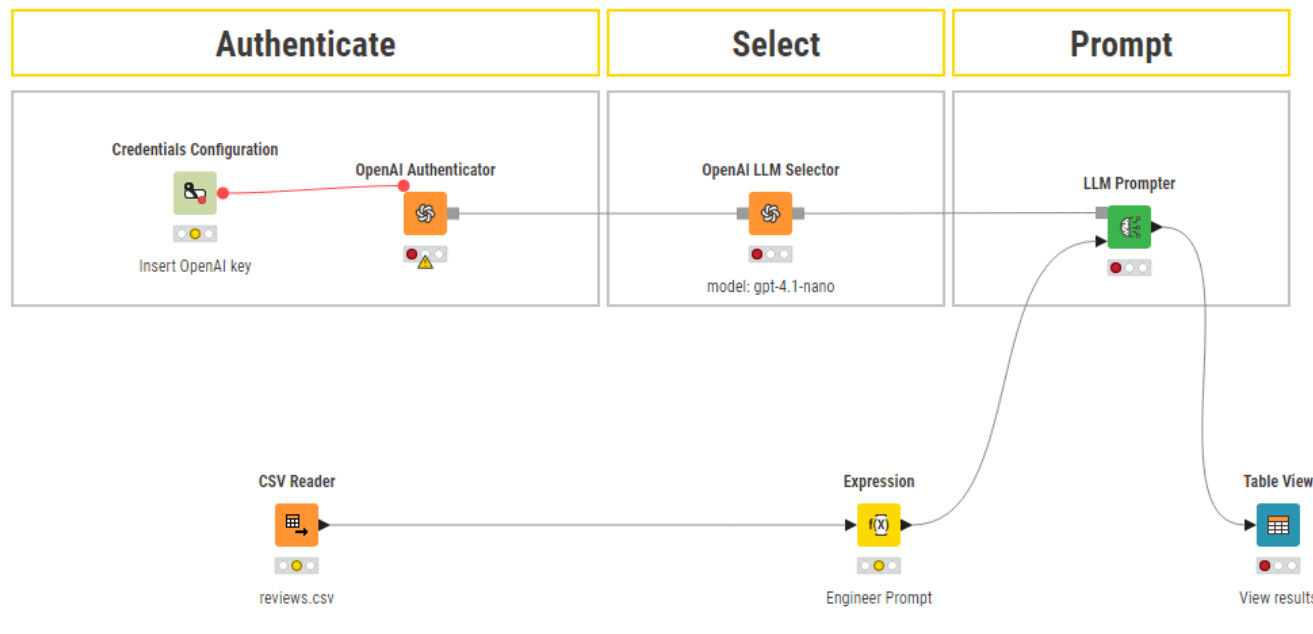 Authenticate
Select
Prompt
Credentials Configuration
OpenAI Authenticator
OpenAI LLM Selector
LLM Prompter
Insert OpenAI key
model: gpt-4.1-nano
CSV Reader
Expression
Table View
f(X)
reviews.csv
Engineer Prompt
View results